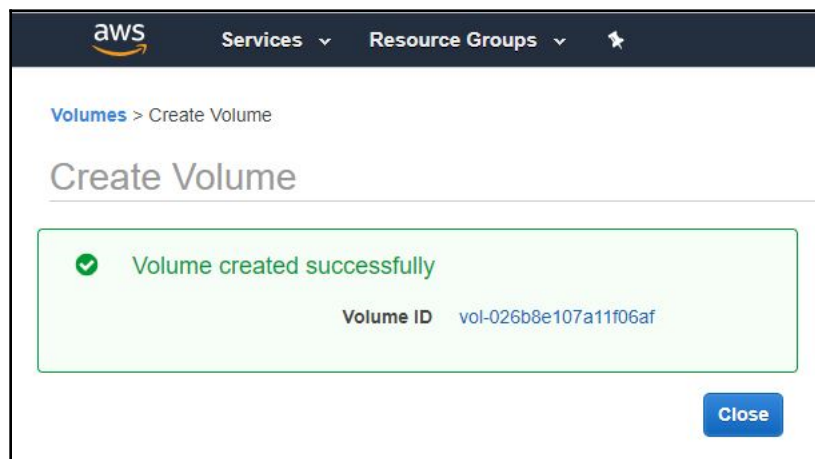 aws Services Resource Groups
Volumes > Create Volume
Create Volume
Volume created successfully
Volume ID vol-026b8e107a11f06af
Close